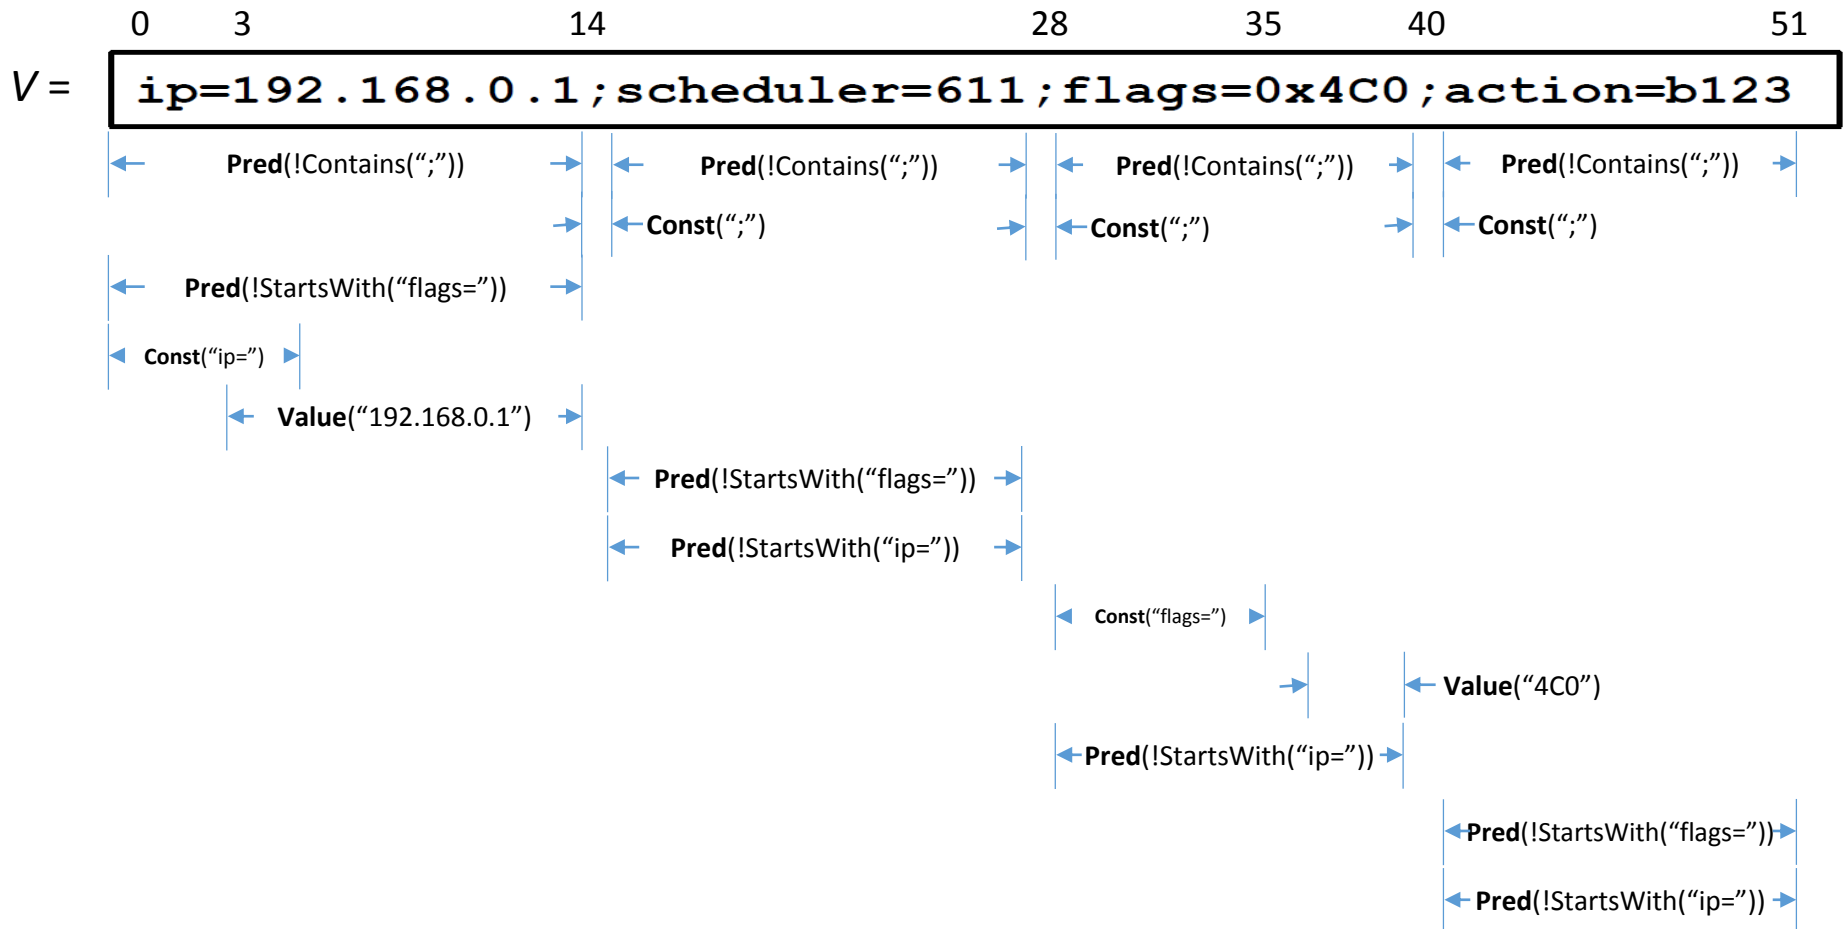 0 3 14 28 35 40 51
V = ip=192.168.0.1;scheduler=611;flags=0x4C0;action=b123
Pred(!Contains(“;”)) Pred(!Contains(“;”)) Pred(!Contains(“;”)) Pred(!Contains(“;”))
Const(“;”) Const(“;”) Const(“;”)
Pred(!StartsWith(“flags=”))
Const(“ip=”)
Value(“192.168.0.1”)
Pred(!StartsWith(“flags=”))
Pred(!StartsWith(“ip=”))
Const(“flags=”)
Value(“4C0”)
Pred(!StartsWith(“ip=”))
Pred(!StartsWith(“flags=”))
Pred(!StartsWith(“ip=”))